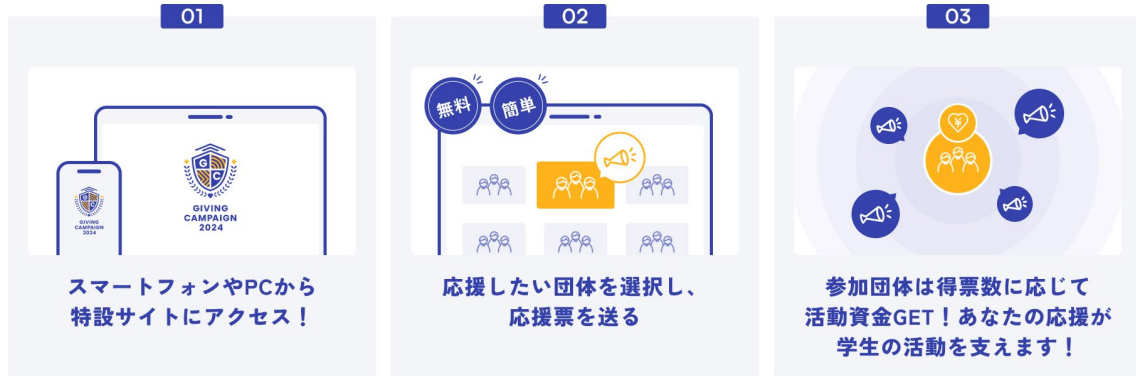 01
GC
GIVING
CAMPAIGN
2024
GC
GIVING
CAMPAIGN
2024
スマートフォンやPCから
特設サイトにアクセス！
02
無料
簡単
応援したい団体を選択し、
応援票を送る
03
¥
参加団体は得票数に応じて
活動資金GET！あなたの応援が
学生の活動を支えます！